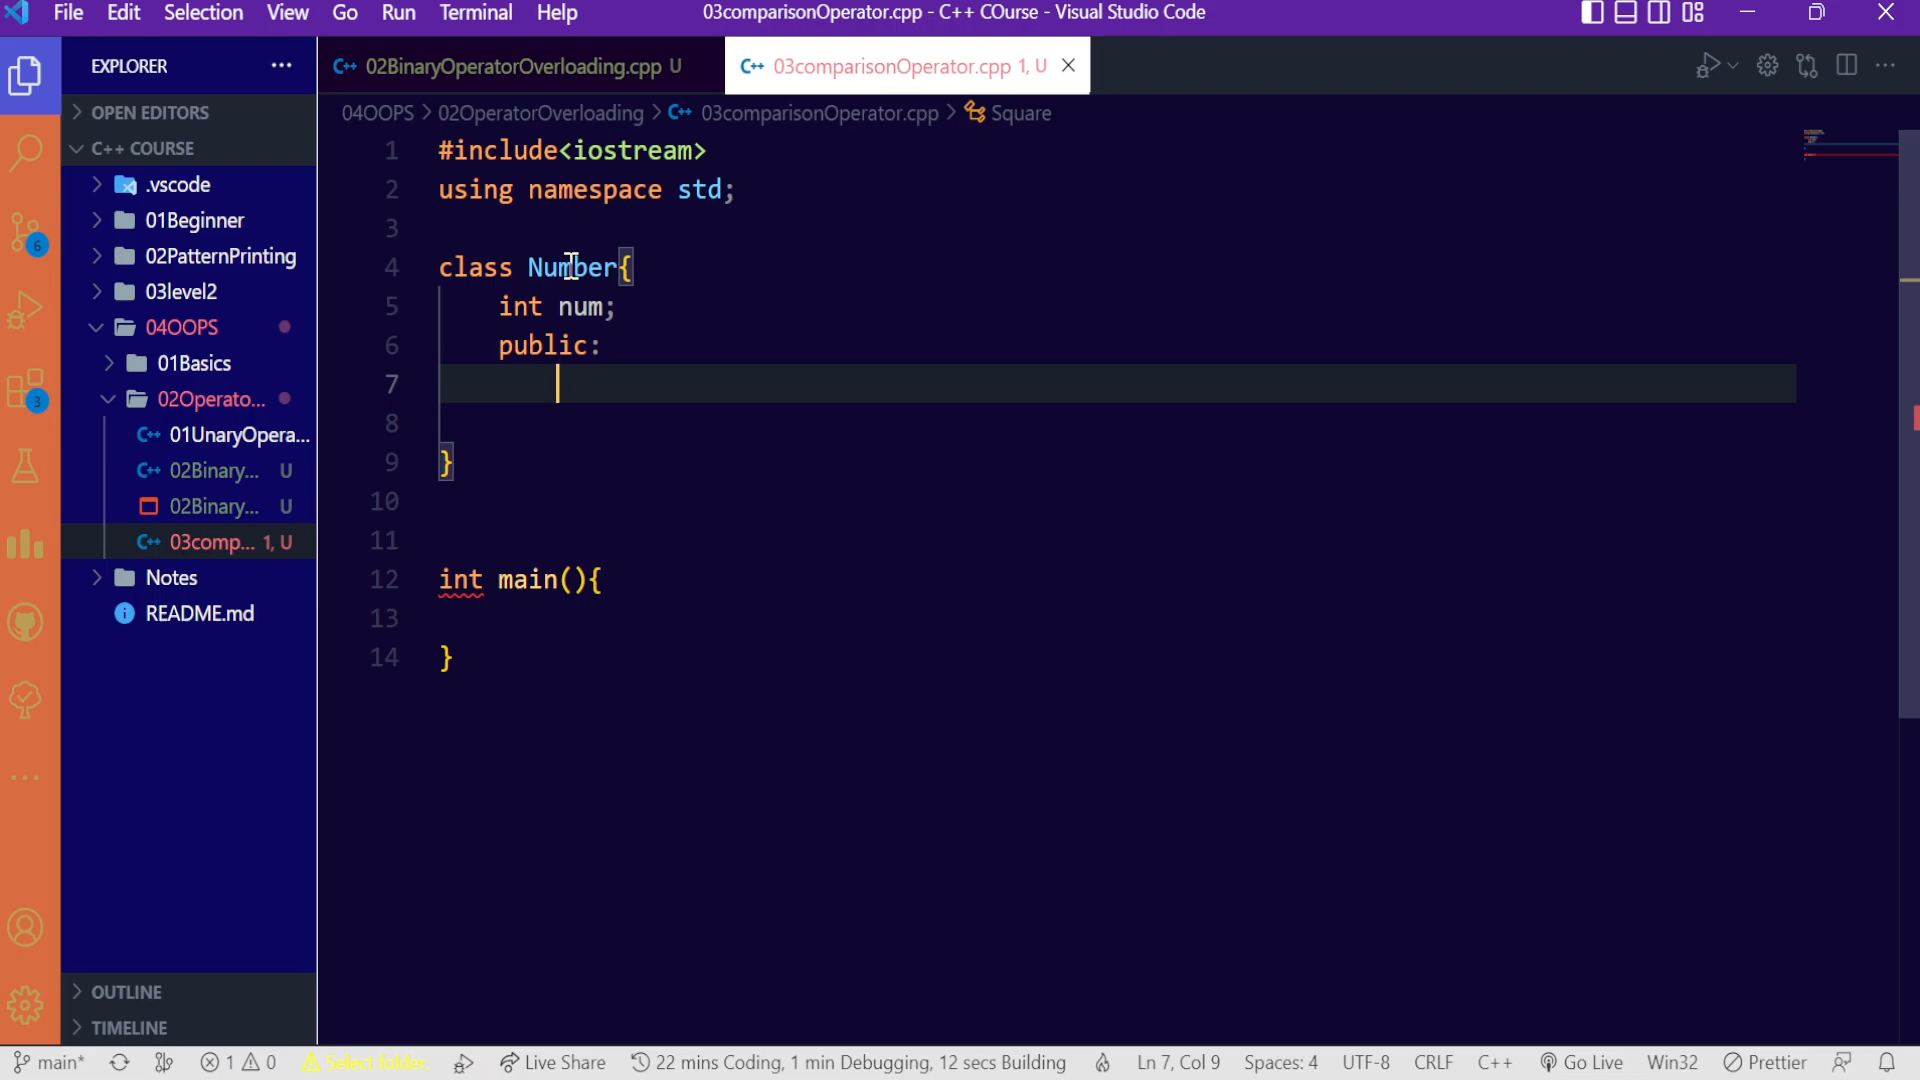 File Edit Selection View Go Run Terminal Help
03comparisonOperator.cpp - C++ COurse - Visual Studio Code
EXPLORER
OPEN EDITORS
C++ COURSE
.vscode
01Beginner
02PatternPrinting
03level2
04OOPS
01Basics
02Operato...
01UnaryOpera...
02Binary... U
02Binary... U
03comp... 1, U
Notes
README.md
OUTLINE
TIMELINE
6
3
02BinaryOperatorOverloading.cpp U
03comparisonOperator.cpp 1, U
04OOPS > 02OperatorOverloading > 03comparisonOperator.cpp > Square
1 #include<iostream>
2 using namespace std;
3
4 class Number{
5 int num;
6 public:
7
8
9 }
10
11
12 int main(){
13
14 }
main* 1 0 Select folder. Live Share 22 mins Coding, 1 min Debugging, 12 secs Building Ln 7, Col 9 Spaces: 4 UTF-8 CRLF C++ Go Live Win32 Prettier